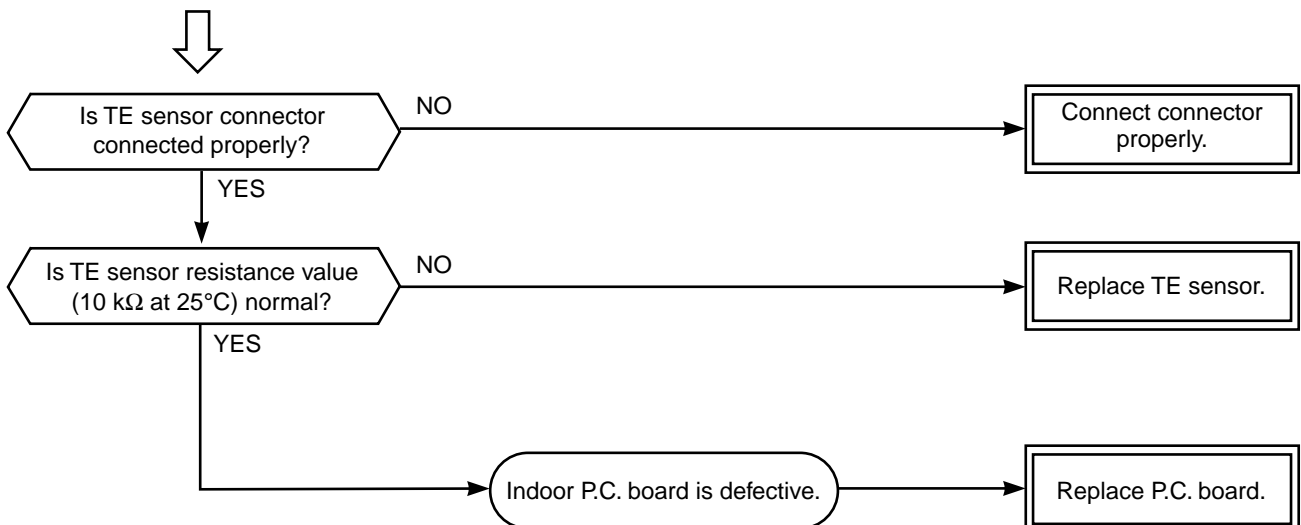 Is TE sensor connector
connected properly?
NO
Connect connector
properly.
YES
Is TE sensor resistance value
(10 kΩ at 25°C) normal?
NO
Replace TE sensor.
YES
Indoor P.C. board is defective.
Replace P.C. board.